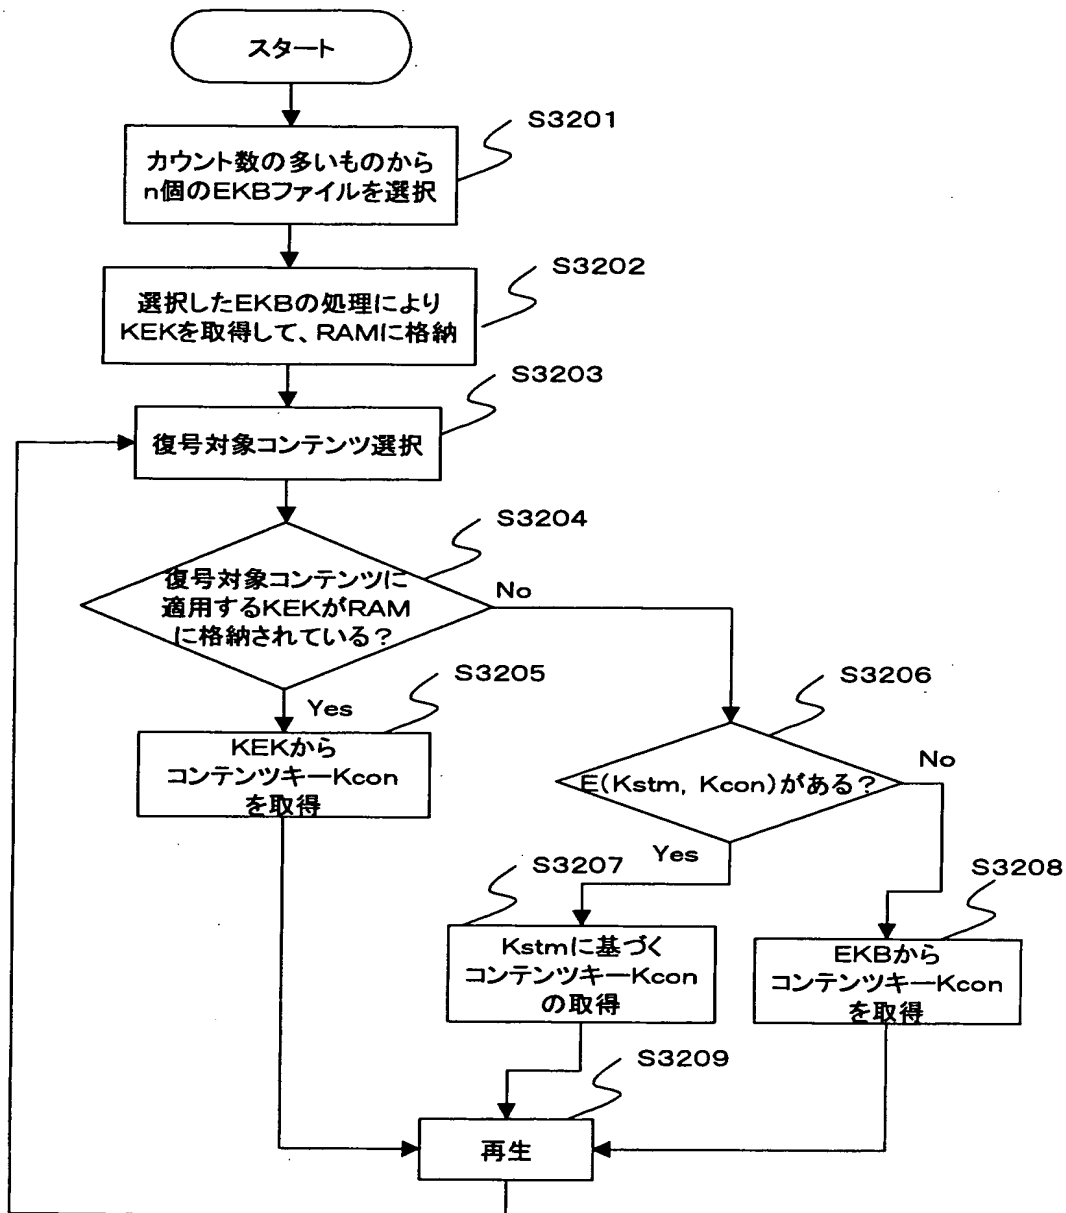 スタート
S3201
カウント数の多いものから
n個のEKBファイルを選択
S3202
選択したEKBの処理により
KEKを取得して、RAMに格納
S3203
復号対象コンテンツ選択
S3204
復号対象コンテンツに
適用するKEKがRAM
に格納されている?
No
S3205
Yes
KEKから
コンテンツキーKcon
を取得
S3206
E(Kstm, Kcon)がある?
No
Yes
S3207
Kstmに基づく
コンテンツキーKcon
の取得
S3208
EKBから
コンテンツキーKcon
を取得
S3209
再生